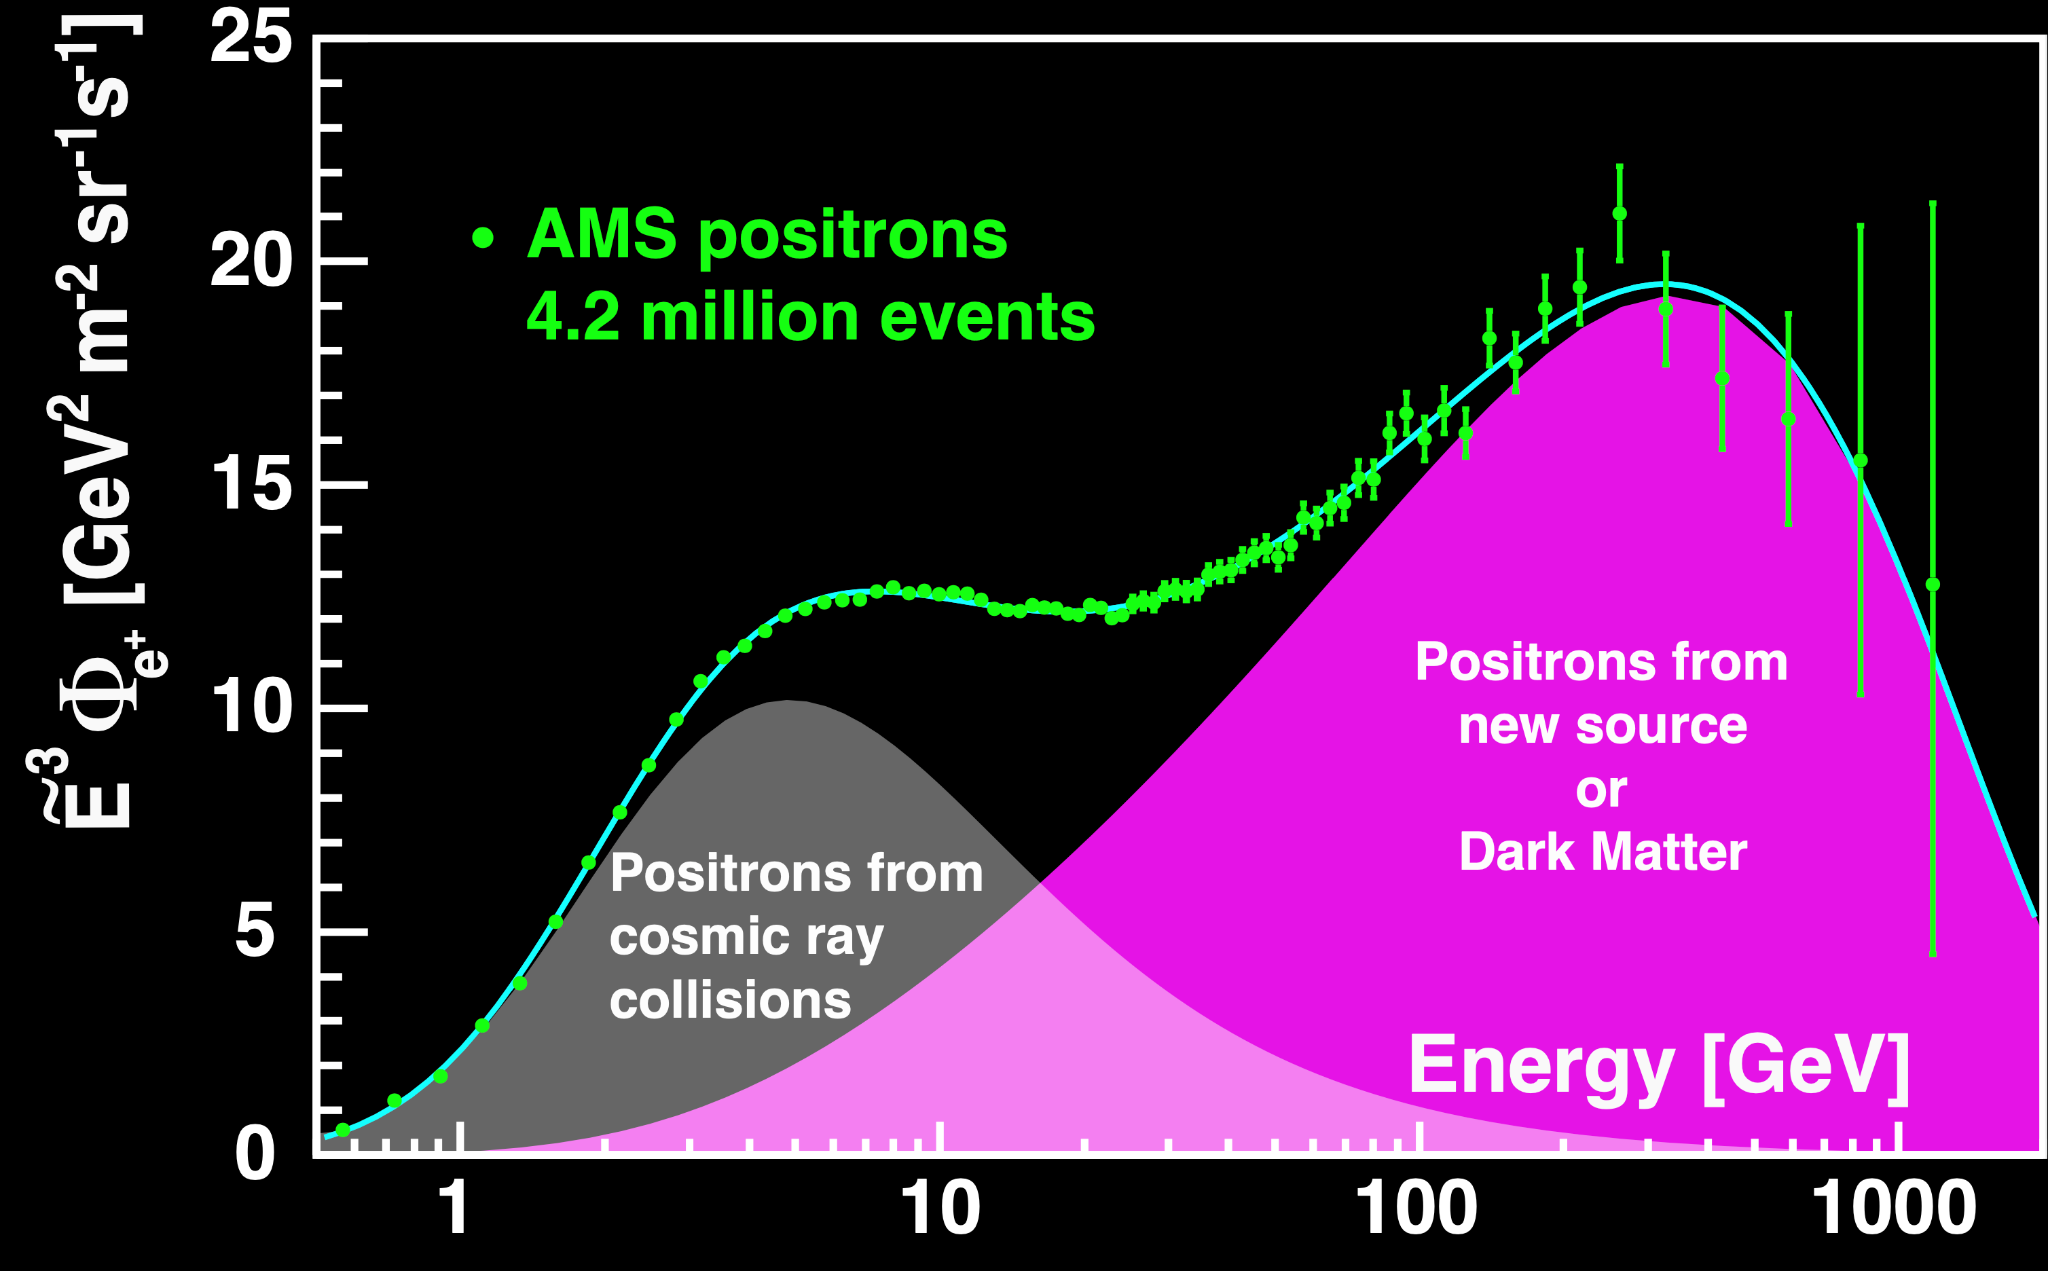 25
20
15
10
5
0
Ẽ³ Φe⁺ [GeV² m⁻² sr⁻¹ s⁻¹]
AMS positrons
4.2 million events
Positrons from
cosmic ray
collisions
Positrons from
new source
or
Dark Matter
Energy [GeV]
1 10 100 1000